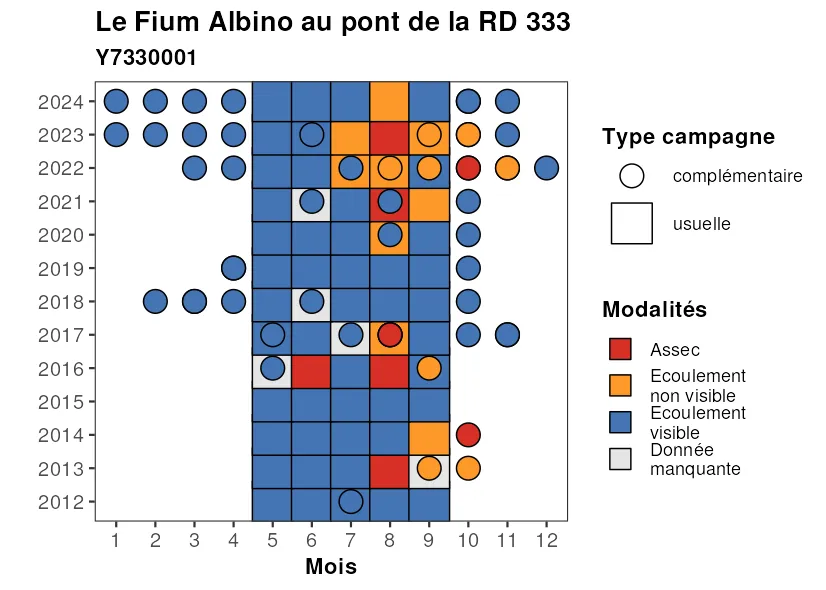 Le Fium Albino au pont de la RD 333
Y7330001
2024
2023
2022
2021
2020
2019
2018
2017
2016
2015
2014
2013
2012
1 2 3 4 5 6 7 8 9 10 11 12
Mois
Type campagne
complémentaire
usuelle
Modalités
Assec
Ecoulement
non visible
Ecoulement
visible
Donnée
manquante